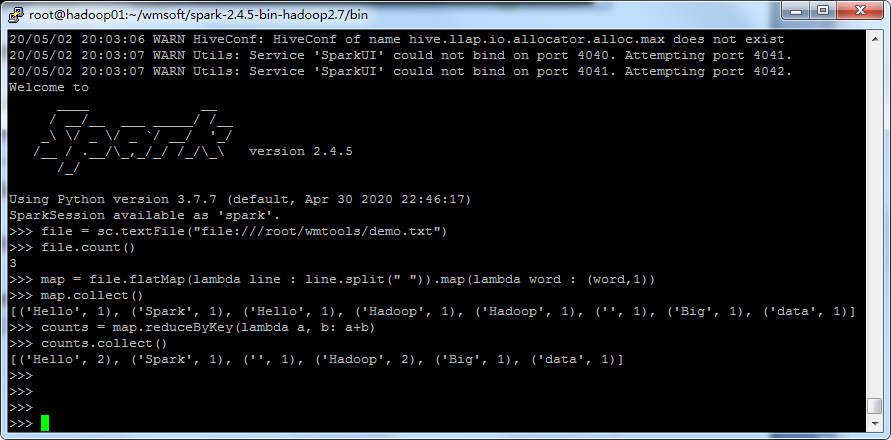 root@hadoop01:~/wmsoft/spark-2.4.5-bin-hadoop2.7/bin
20/05/02 20:03:06 WARN HiveConf: HiveConf of name hive.llap.io.allocator.alloc.max does not exist
20/05/02 20:03:07 WARN Utils: Service 'SparkUI' could not bind on port 4040. Attempting port 4041.
20/05/02 20:03:07 WARN Utils: Service 'SparkUI' could not bind on port 4041. Attempting port 4042.
Welcome to
      ____              __
     / __/__  ___ _____/ /__
    _\ \/ _ \/ _ `/ __/  '_/
   /__ / .__/\_,_/_/ /_/\_\   version 2.4.5
      /_/
Using Python version 3.7.7 (default, Apr 30 2020 22:46:17)
SparkSession available as 'spark'.
>>> file = sc.textFile("file:///root/wmtools/demo.txt")
>>> file.count()
3
>>> map = file.flatMap(lambda line : line.split(" ")).map(lambda word : (word,1))
>>> map.collect()
[('Hello', 1), ('Spark', 1), ('Hello', 1), ('Hadoop', 1), ('Hadoop', 1), ('', 1), ('Big', 1), ('data', 1)]
>>> counts = map.reduceByKey(lambda a, b: a+b)
>>> counts.collect()
[('Hello', 2), ('Spark', 1), ('', 1), ('Hadoop', 2), ('Big', 1), ('data', 1)]
>>>
>>>
>>>
>>>